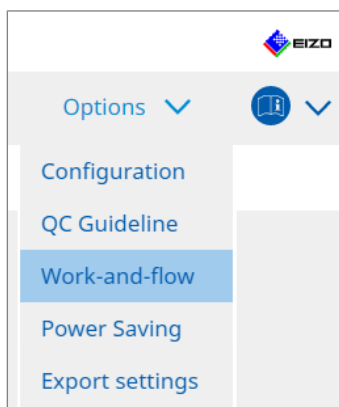 EIZO
Options
Configuration
QC Guideline
Work-and-flow
Power Saving
Export settings